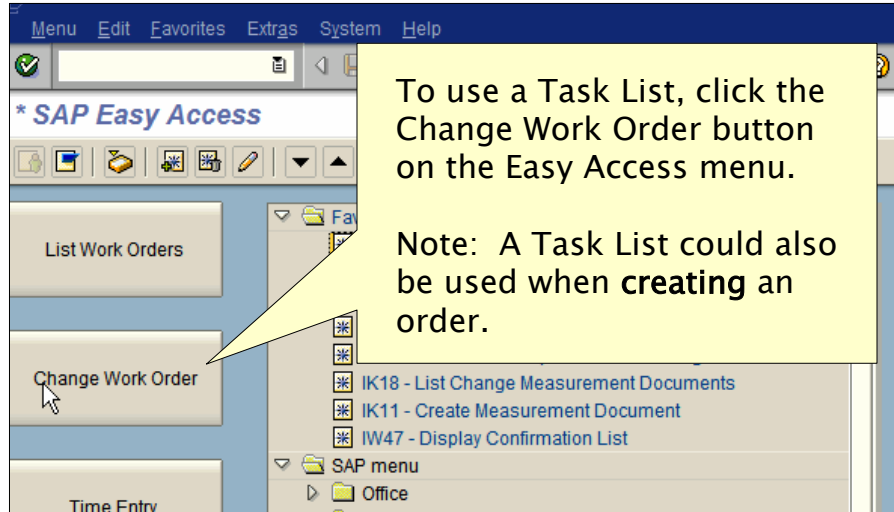 Menu Edit Favorites Extras System Help
* SAP Easy Access
To use a Task List, click the
Change Work Order button
on the Easy Access menu.
Note: A Task List could also
be used when creating an
order.
List Work Orders
Change Work Order
Time Entry
IK18 - List Change Measurement Documents
IK11 - Create Measurement Document
IW47 - Display Confirmation List
SAP menu
Office